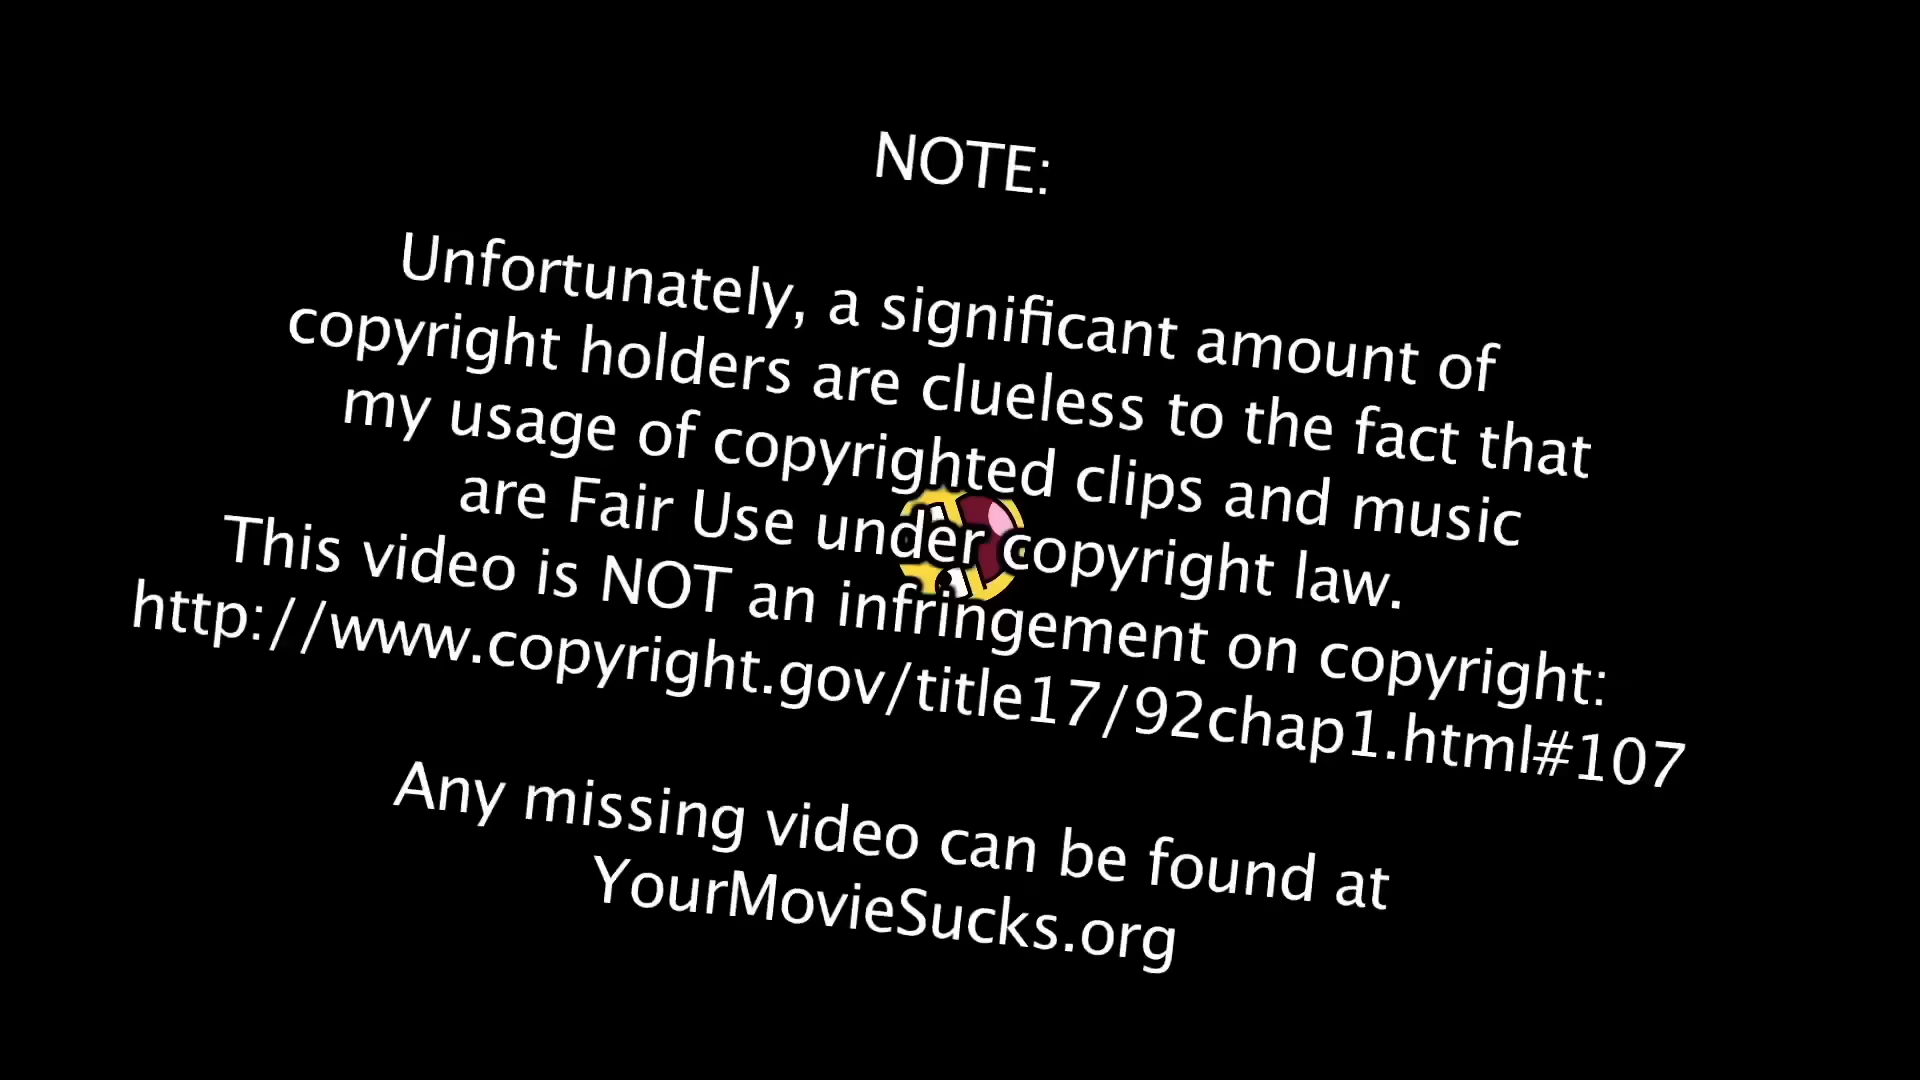 NOTE:
Unfortunately, a significant amount of
copyright holders are clueless to the fact that
my usage of copyrighted clips and music
are Fair Use under copyright law.
This video is NOT an infringement on copyright:
http://www.copyright.gov/title17/92chap1.html#107
Any missing video can be found at
YourMovieSucks.org